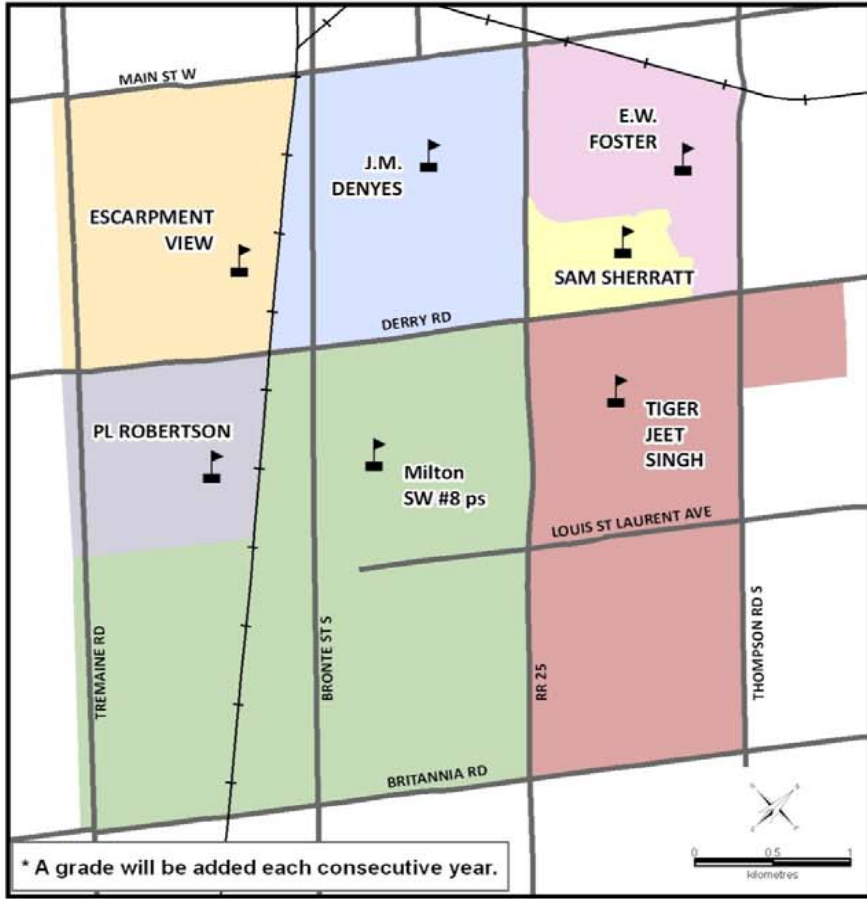 MAIN ST W
E.W.
FOSTER
J.M.
DENYES
ESCARPMENT
VIEW
SAM SHERRATT
DERRY RD
TIGER
JEET
SINGH
PL ROBERTSON
Milton
SW #8 ps
LOUIS ST LAURENT AVE
TREMAINE RD
BRONTE ST S
RR 25
THOMPSON RD S
BRITANNIA RD
* A grade will be added each consecutive year.
0 0.5 1
kilometres